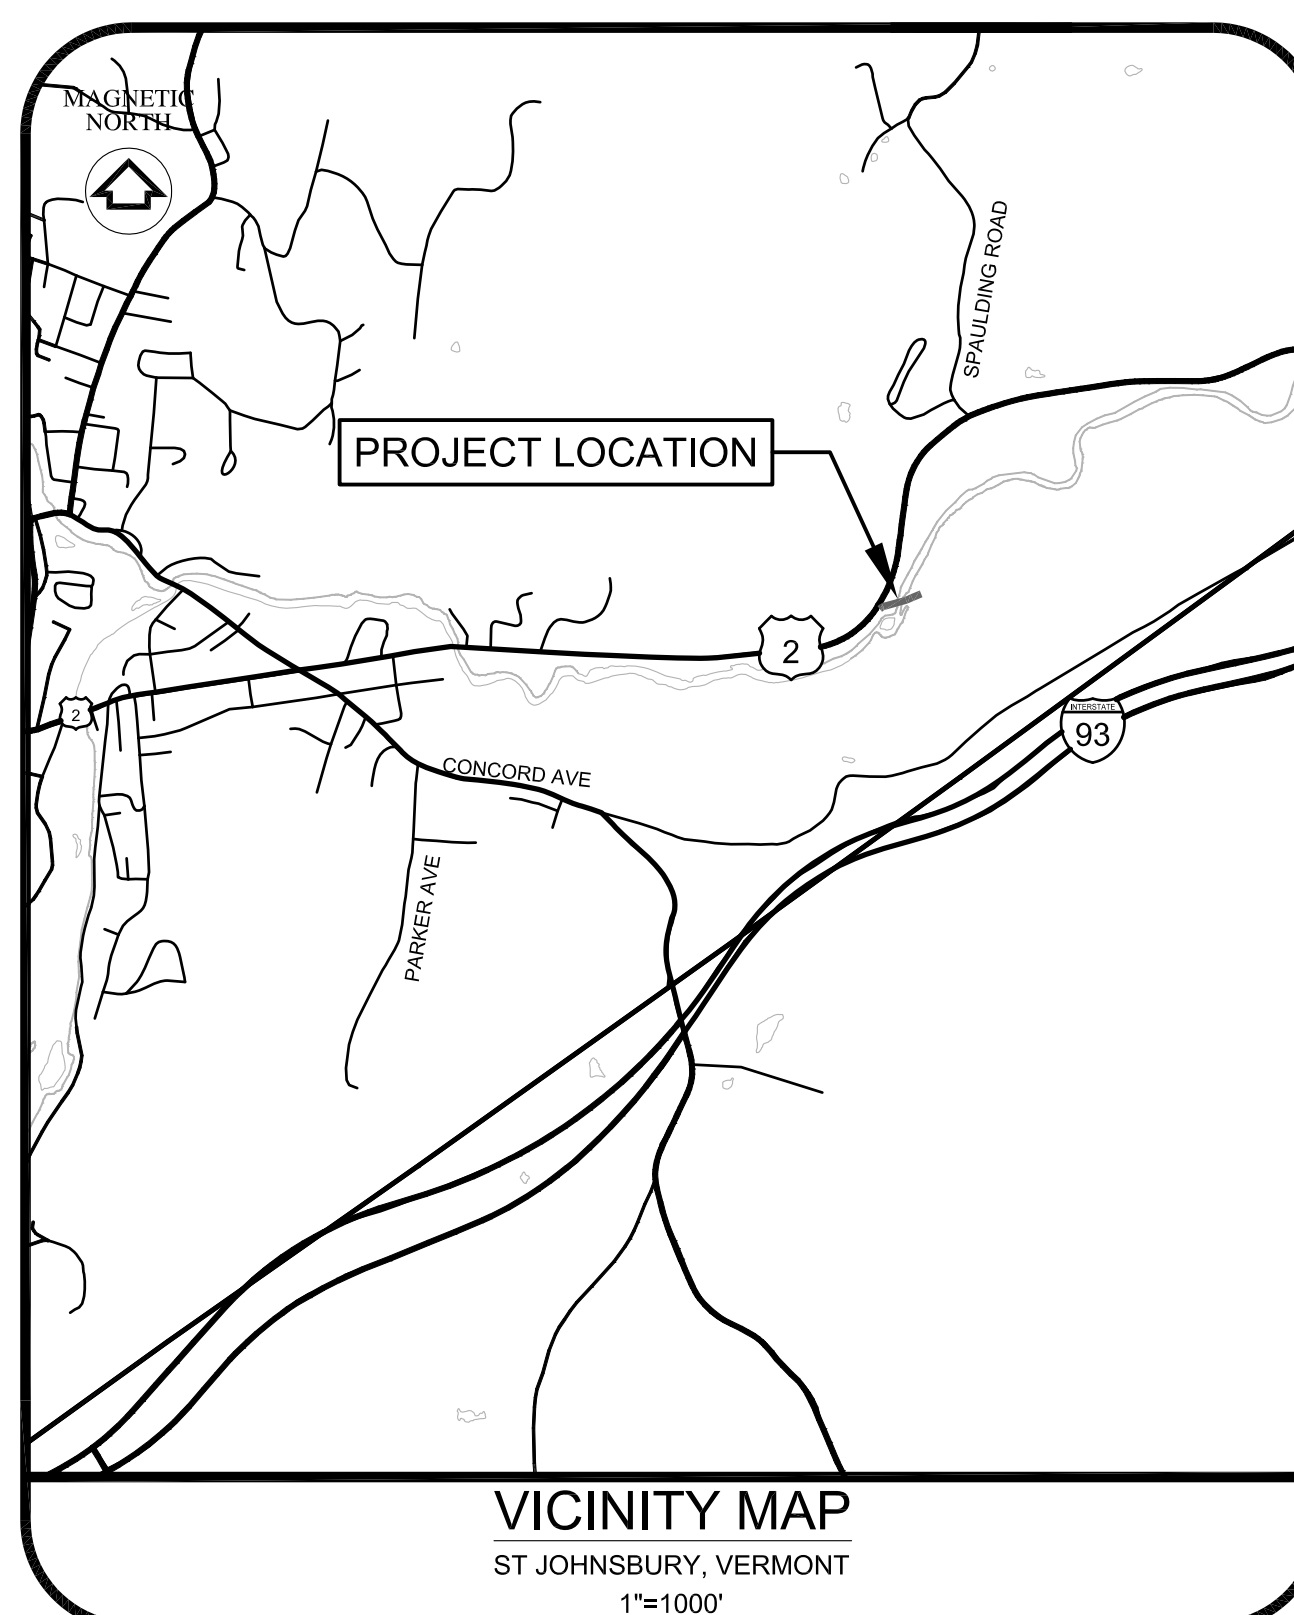 MAGNETIC
NORTH
SPAULDING ROAD
PROJECT LOCATION
2
2
INTERSTATE
93
CONCORD AVE
PARKER AVE
VICINITY MAP
ST JOHNSBURY, VERMONT
1"=1000'